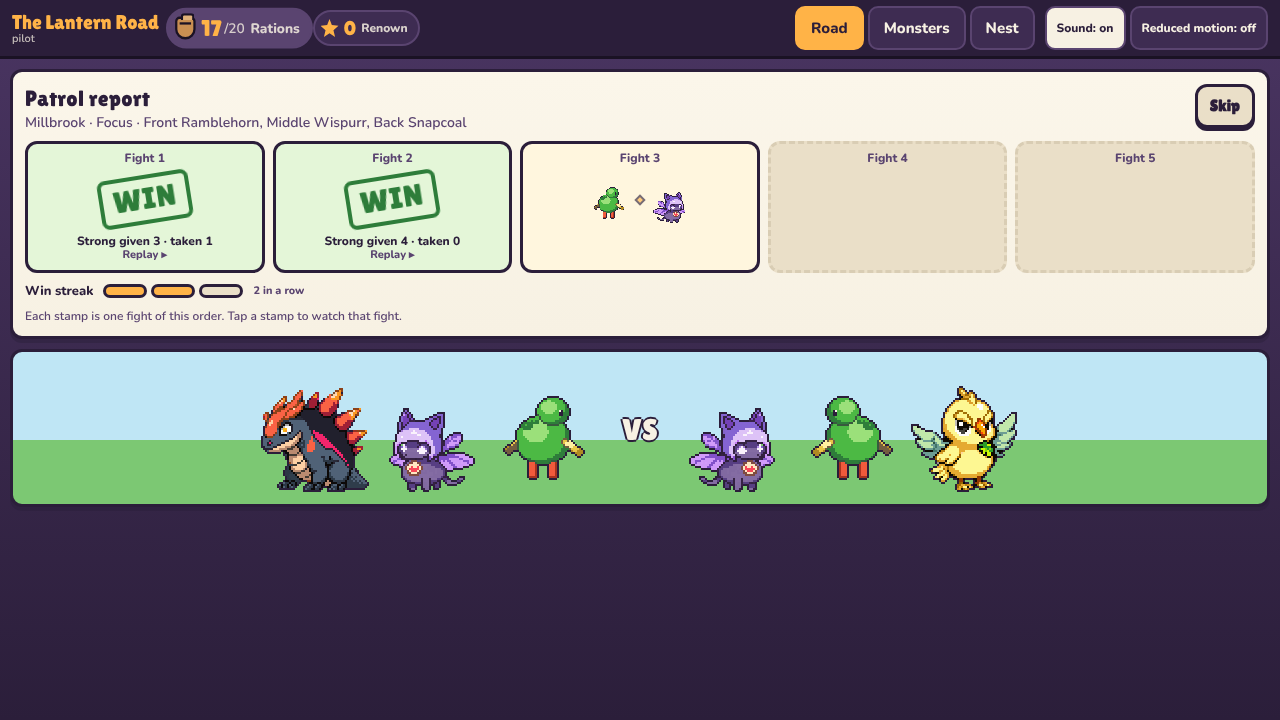 The Lantern Road
pilot
17/20 Rations
0 Renown
Road
Monsters
Nest
Sound: on
Reduced motion: off
Patrol report
Millbrook · Focus · Front Ramblehorn, Middle Wispurr, Back Snapcoal
Skip
Fight 1
WIN
Strong given 3 · taken 1
Replay ▸
Fight 2
WIN
Strong given 4 · taken 0
Replay ▸
Fight 3
Fight 4
Fight 5
Win streak
2 in a row
Each stamp is one fight of this order. Tap a stamp to watch that fight.
VS